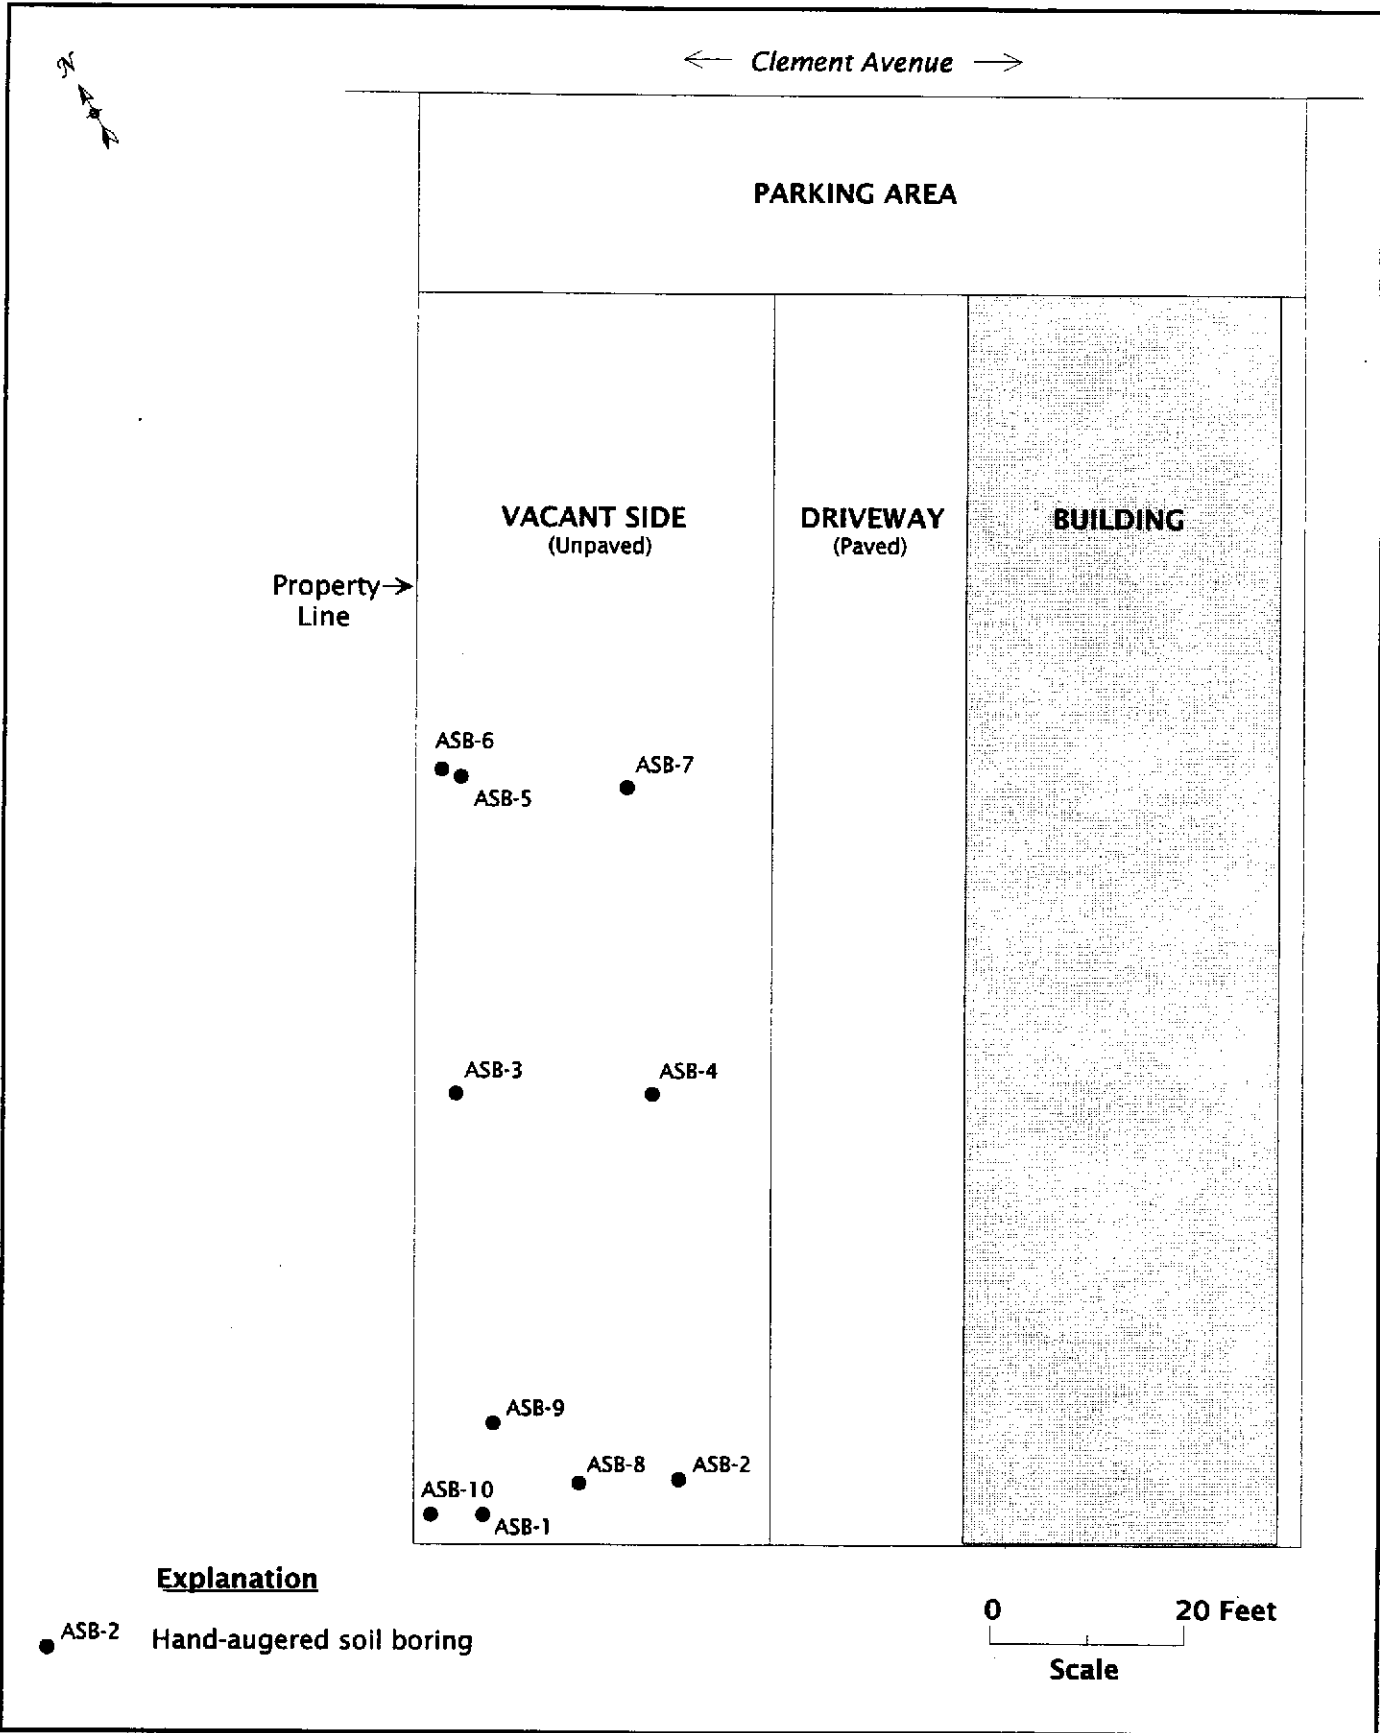 N
← Clement Avenue →
PARKING AREA
VACANT SIDE
(Unpaved)
DRIVEWAY
(Paved)
BUILDING
Property→
Line
ASB-6
ASB-5
ASB-7
ASB-3
ASB-4
ASB-9
ASB-8
ASB-2
ASB-10
ASB-1
Explanation
ASB-2 Hand-augered soil boring
0 20 Feet
Scale